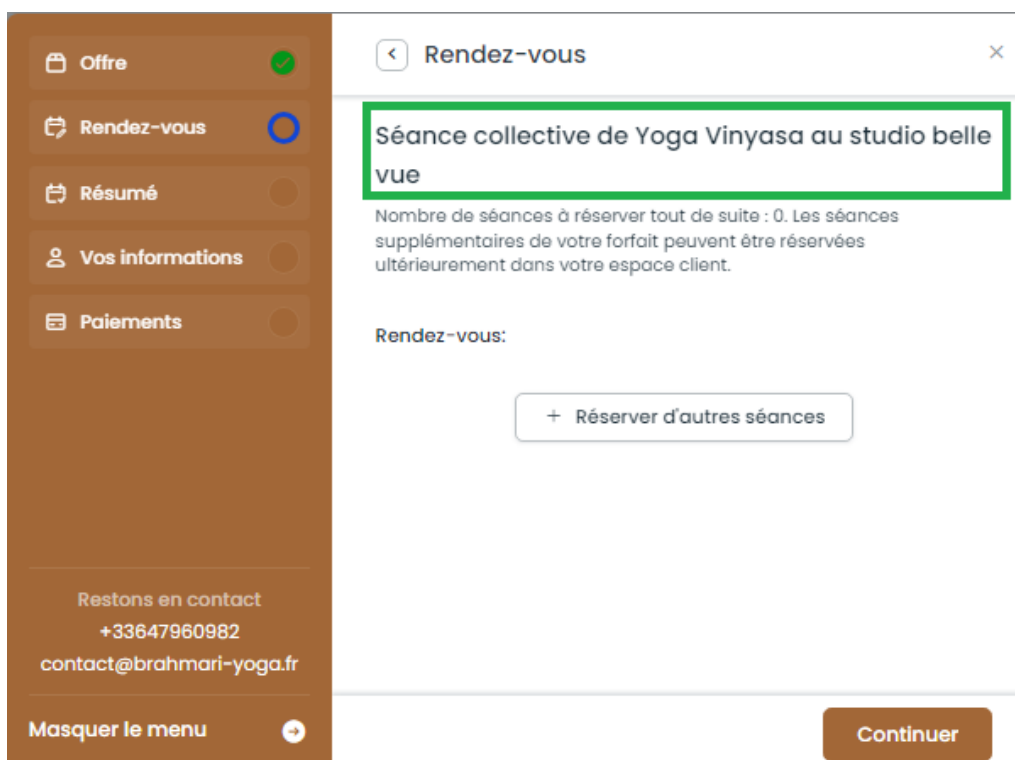 Offre
Rendez-vous
Résumé
Vos informations
Paiements
Restons en contact
+33647960982
contact@brahmari-yoga.fr
Masquer le menu
Rendez-vous
Séance collective de Yoga Vinyasa au studio belle
vue
Nombre de séances à réserver tout de suite : 0. Les séances
supplémentaires de votre forfait peuvent être réservées
ultérieurement dans votre espace client.
Rendez-vous:
+ Réserver d'autres séances
Continuer